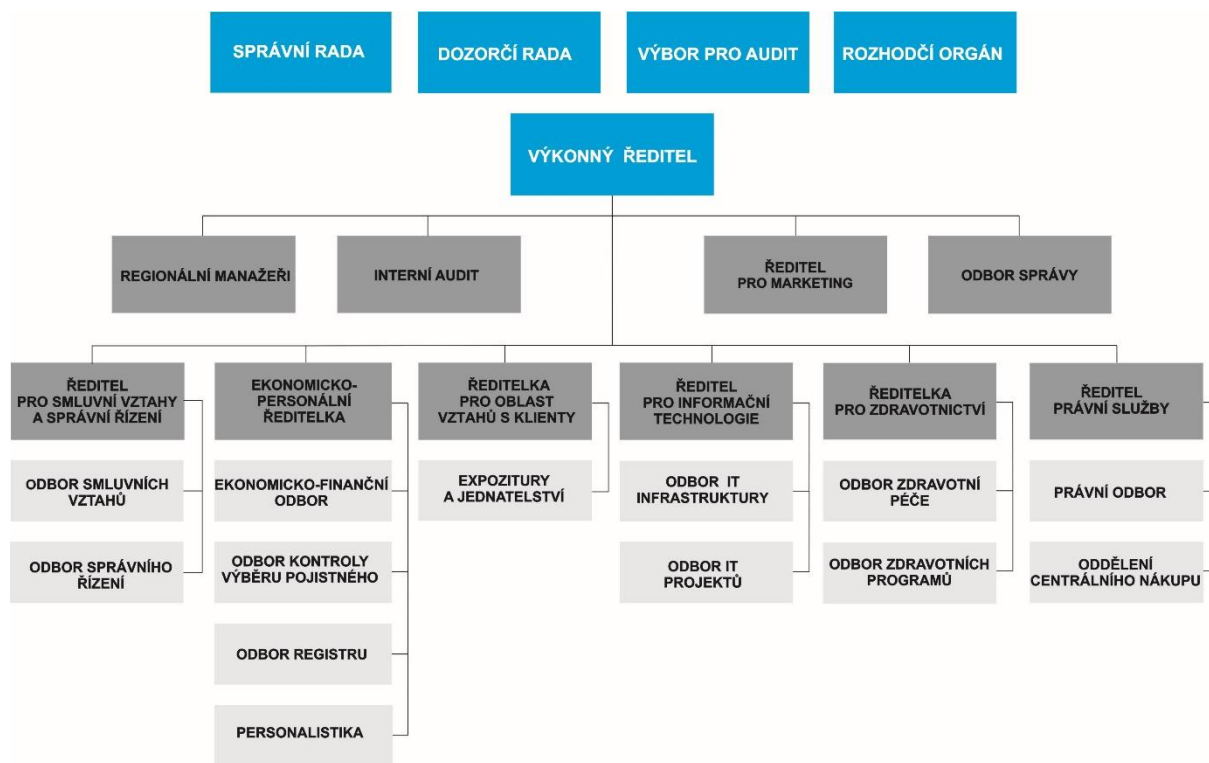 SPRÁVNÍ RADA
DOZORČÍ RADA
VÝBOR PRO AUDIT
ROZHODČÍ ORGÁN
VÝKONNÝ ŘEDITEL
REGIONÁLNÍ MANAŽEŘI
INTERNÍ AUDIT
ŘEDITEL
PRO MARKETING
ODBOR SPRÁVY
ŘEDITEL
PRO SMLUVNÍ VZTAHY
A SPRÁVNÍ ŘÍZENÍ
EKONOMICKO-
PERSONÁLNÍ
ŘEDITELKA
ŘEDITELKA
PRO OBLAST
VZTAHŮ S KLIENTY
ŘEDITEL
PRO INFORMAČNÍ
TECHNOLOGIE
ŘEDITELKA
PRO ZDRAVOTNICTVÍ
ŘEDITEL
PRÁVNÍ SLUŽBY
ODBOR SMLUVNÍCH
VZTAHŮ
EKONOMICKO-FINANČNÍ
ODBOR
EXPOZITURY
A JEDNATELSTVÍ
ODBOR IT
INFRASTRUKTURY
ODBOR ZDRAVOTNÍ
PÉČE
PRÁVNÍ ODBOR
ODBOR SPRÁVNÍHO
ŘÍZENÍ
ODBOR KONTROLY
VÝBĚRU POJISTNÉHO
ODBOR IT
PROJEKTŮ
ODBOR ZDRAVOTNÍCH
PROGRAMŮ
ODDĚLENÍ
CENTRÁLNÍHO NÁKUPU
ODBOR REGISTRU
PERSONALISTIKA